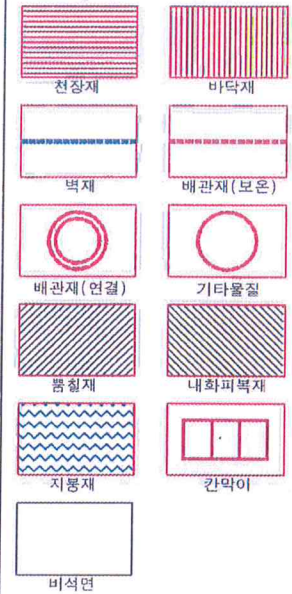 천장재
바닥재
벽재
배관재(보온)
배관재(연결)
기타물질
뿜칠재
내화피복재
지붕재
칸막이
비석면